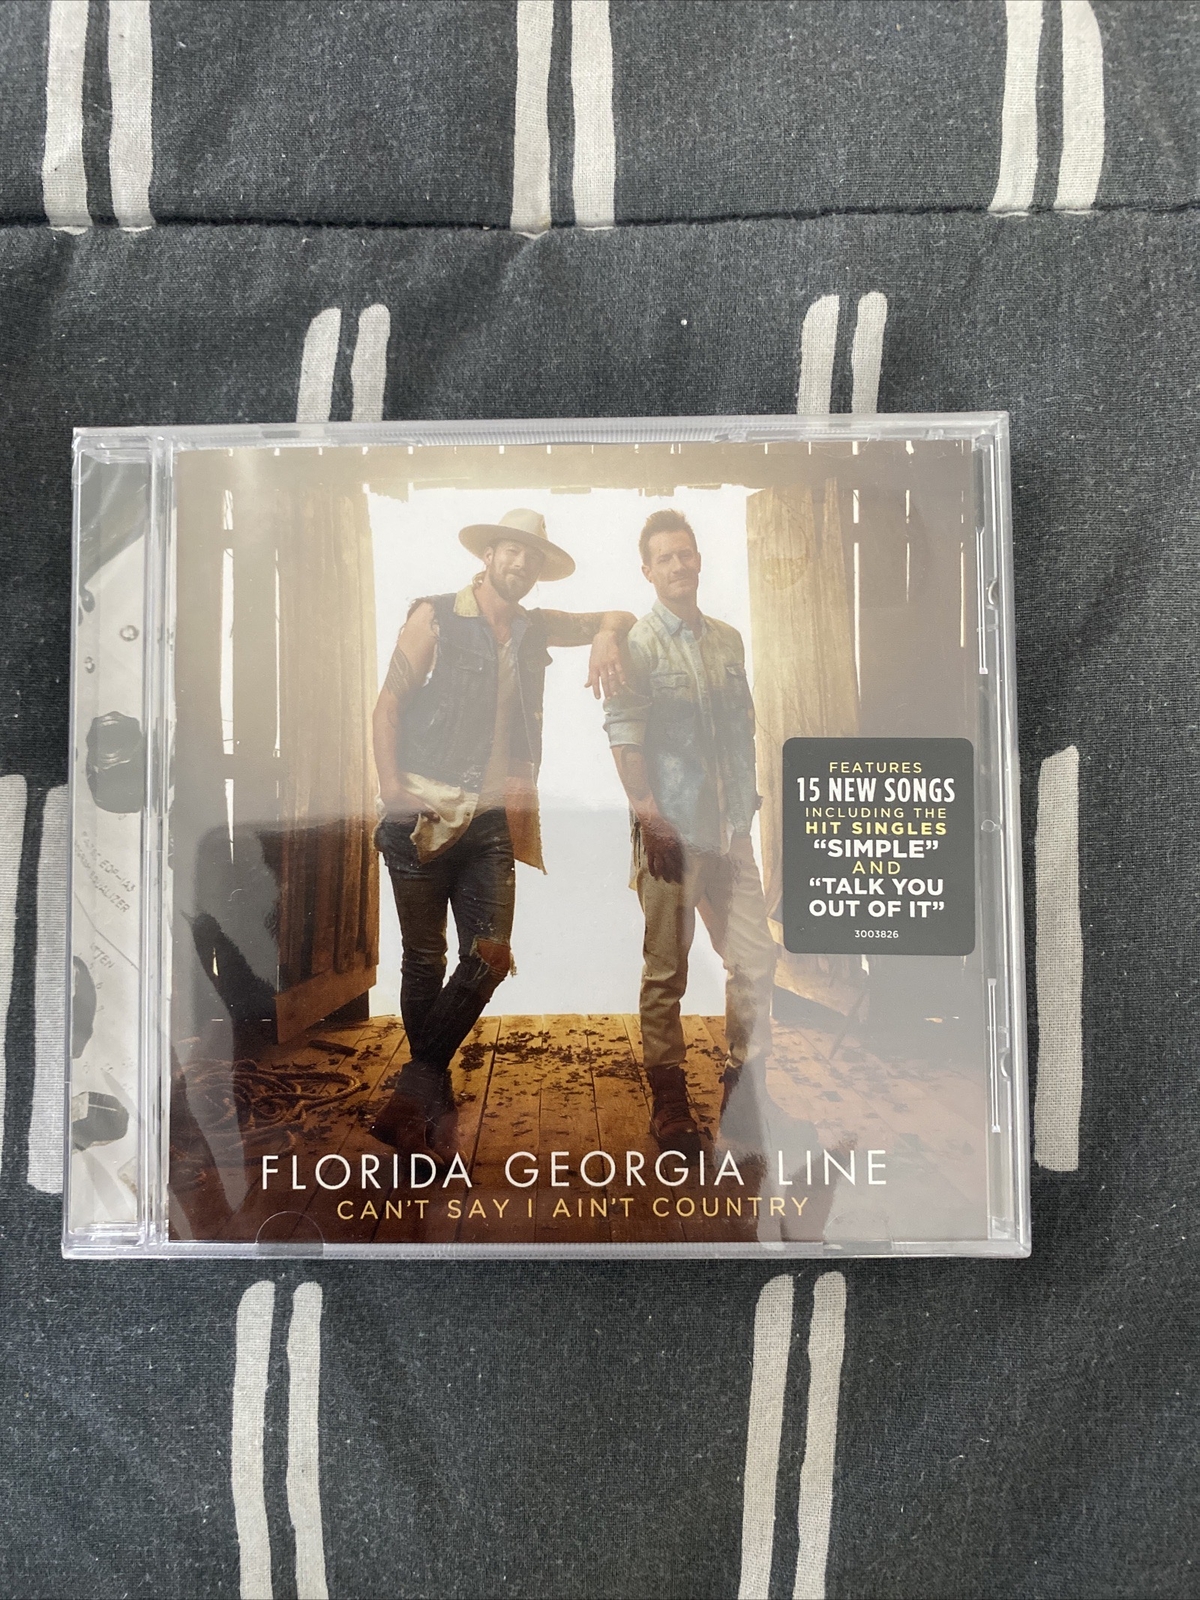 FEATURES
15 NEW SONGS
INCLUDING THE
HIT SINGLES
“SIMPLE”
AND
“TALK YOU
OUT OF IT”
3003826
FLORIDA GEORGIA LINE
CAN'T SAY I AIN'T COUNTRY